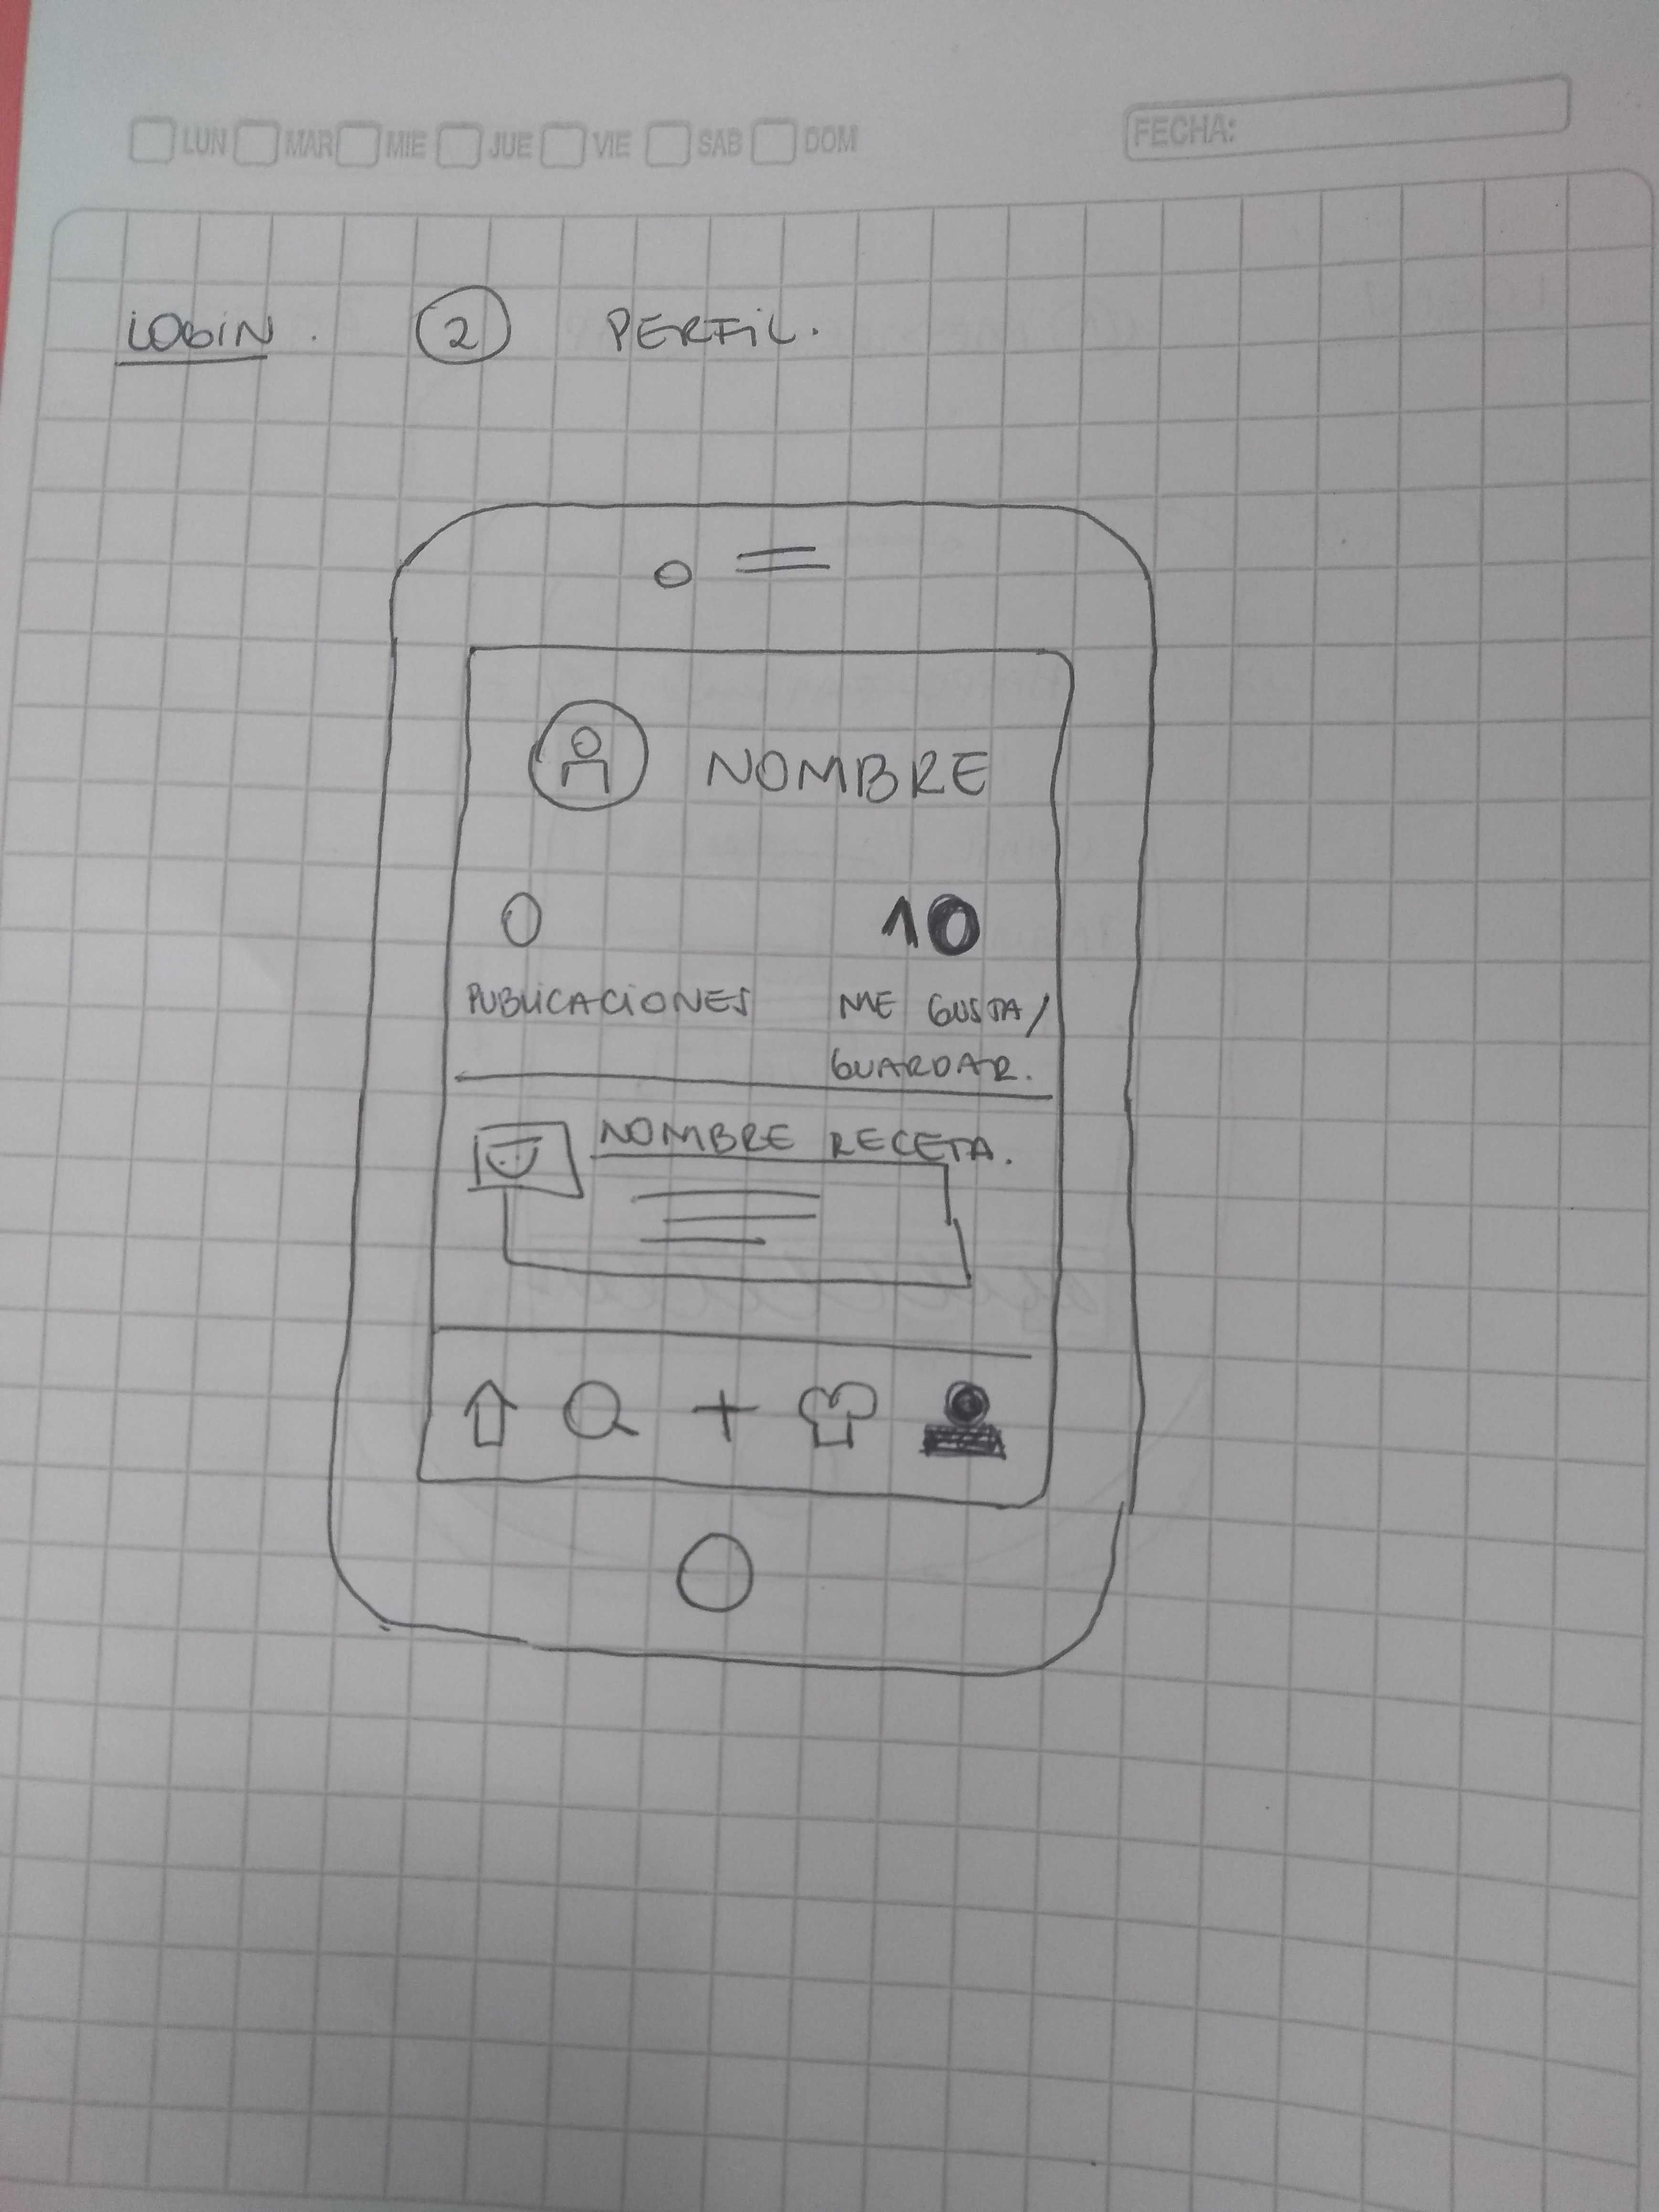 LUN MAR MIE JUE VIE SAB DOM FECHA:
LOGIN. 2 PERFIL.
NOMBRE
0 10
PUBLICACIONES ME GUSTA/
GUARDAR.
NOMBRE RECETA.